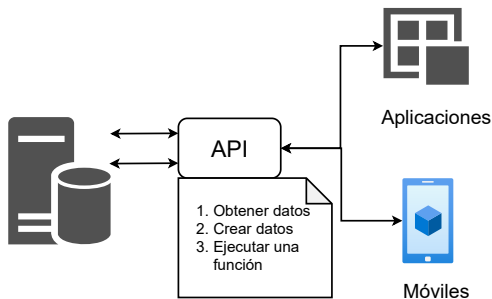 Aplicaciones
API
1. Obtener datos
2. Crear datos
3. Ejecutar una
función
Móviles